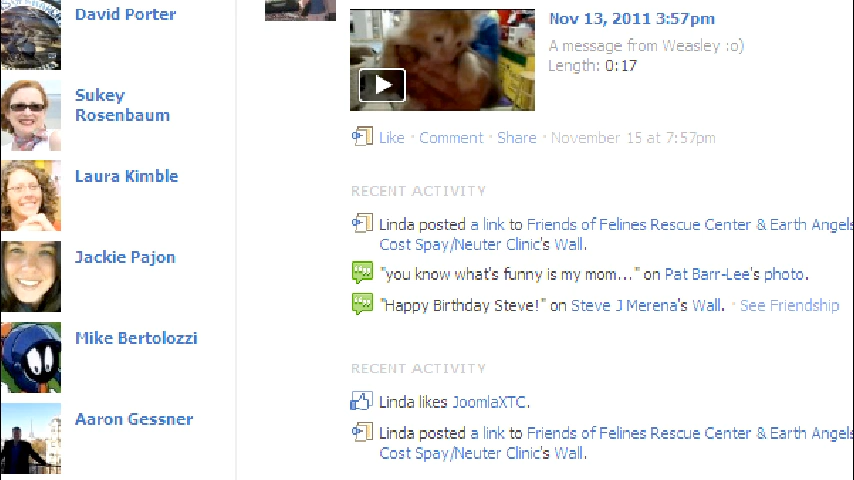 David Porter
Sukey
Rosenbaum
Laura Kimble
Jackie Pajon
Mike Bertolozzi
Aaron Gessner
Nov 13, 2011 3:57pm
A message from Weasley :o)
Length: 0:17
Like · Comment · Share · November 15 at 7:57pm
RECENT ACTIVITY
Linda posted a link to Friends of Felines Rescue Center & Earth Angels
Cost Spay/Neuter Clinic's Wall.
"you know what's funny is my mom..." on Pat Barr-Lee's photo.
"Happy Birthday Steve!" on Steve J Merena's Wall. · See Friendship
RECENT ACTIVITY
Linda likes JoomlaXTC.
Linda posted a link to Friends of Felines Rescue Center & Earth Angels
Cost Spay/Neuter Clinic's Wall.